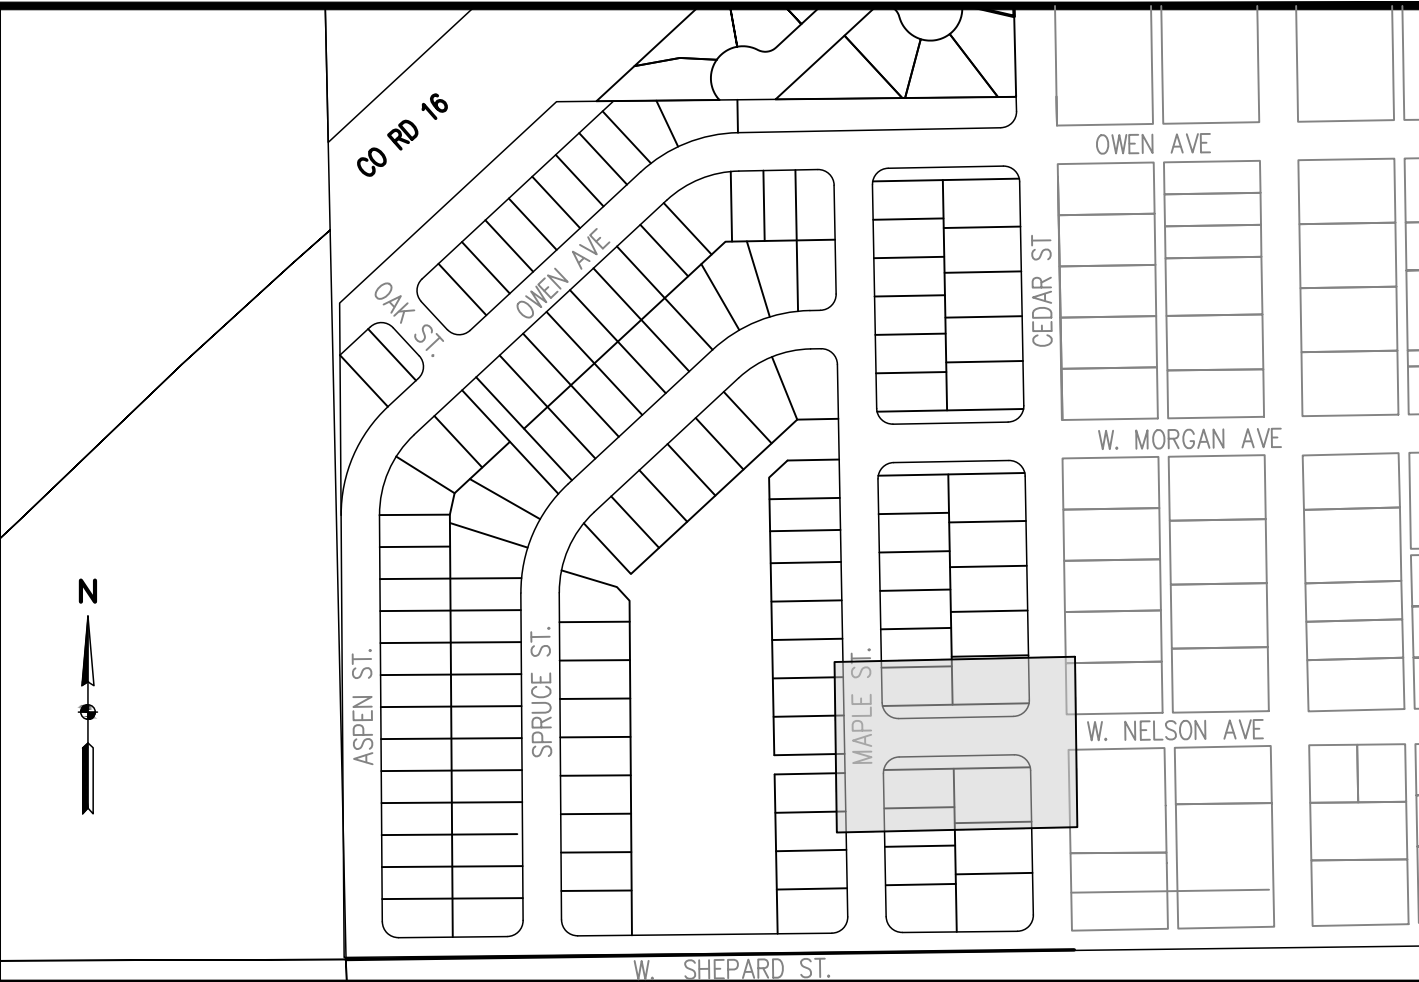 CO RD 16
OWEN AVE
OAK ST.
OWEN AVE
CEDAR ST
W. MORGAN AVE
N
ASPEN ST.
SPRUCE ST.
MAPLE ST.
W. NELSON AVE
W. SHEPARD ST.